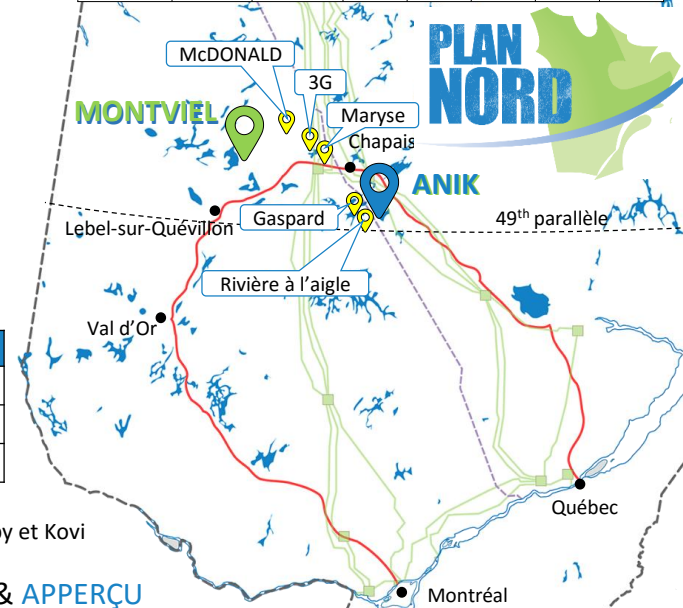 PLAN
NORD
McDONALD
3G
MONTVIEL
Maryse
Chapais
ANIK
Gaspard
49th parallèle
Lebel-sur-Quévillon
Rivière à l’aigle
Val d’Or
Québec
y et Kovi
& APPERÇU
Montréal